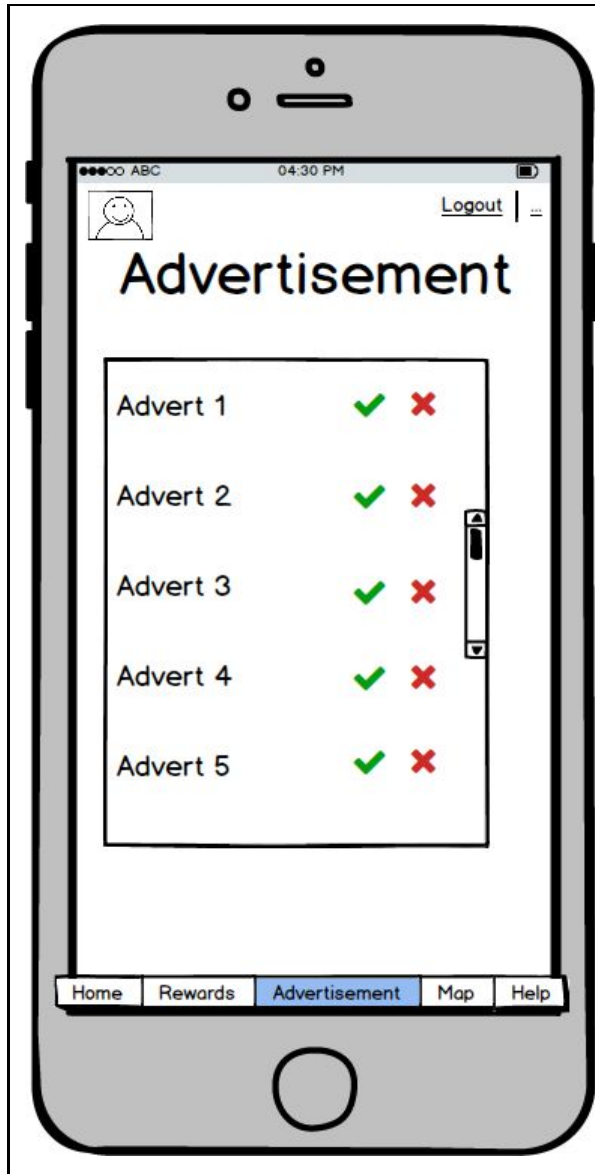 ABC 04:30 PM
Logout | ...
Advertisement
Advert 1
Advert 2
Advert 3
Advert 4
Advert 5
Home Rewards Advertisement Map Help